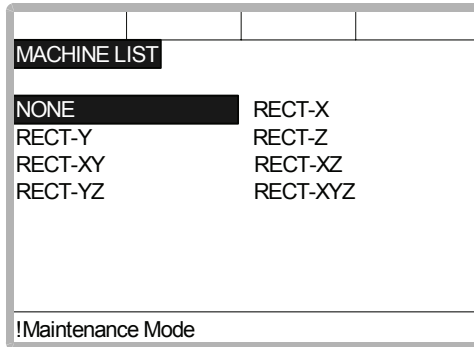 MACHINE LIST
NONE RECT-X
RECT-Y RECT-Z
RECT-XY RECT-XZ
RECT-YZ RECT-XYZ
!Maintenance Mode